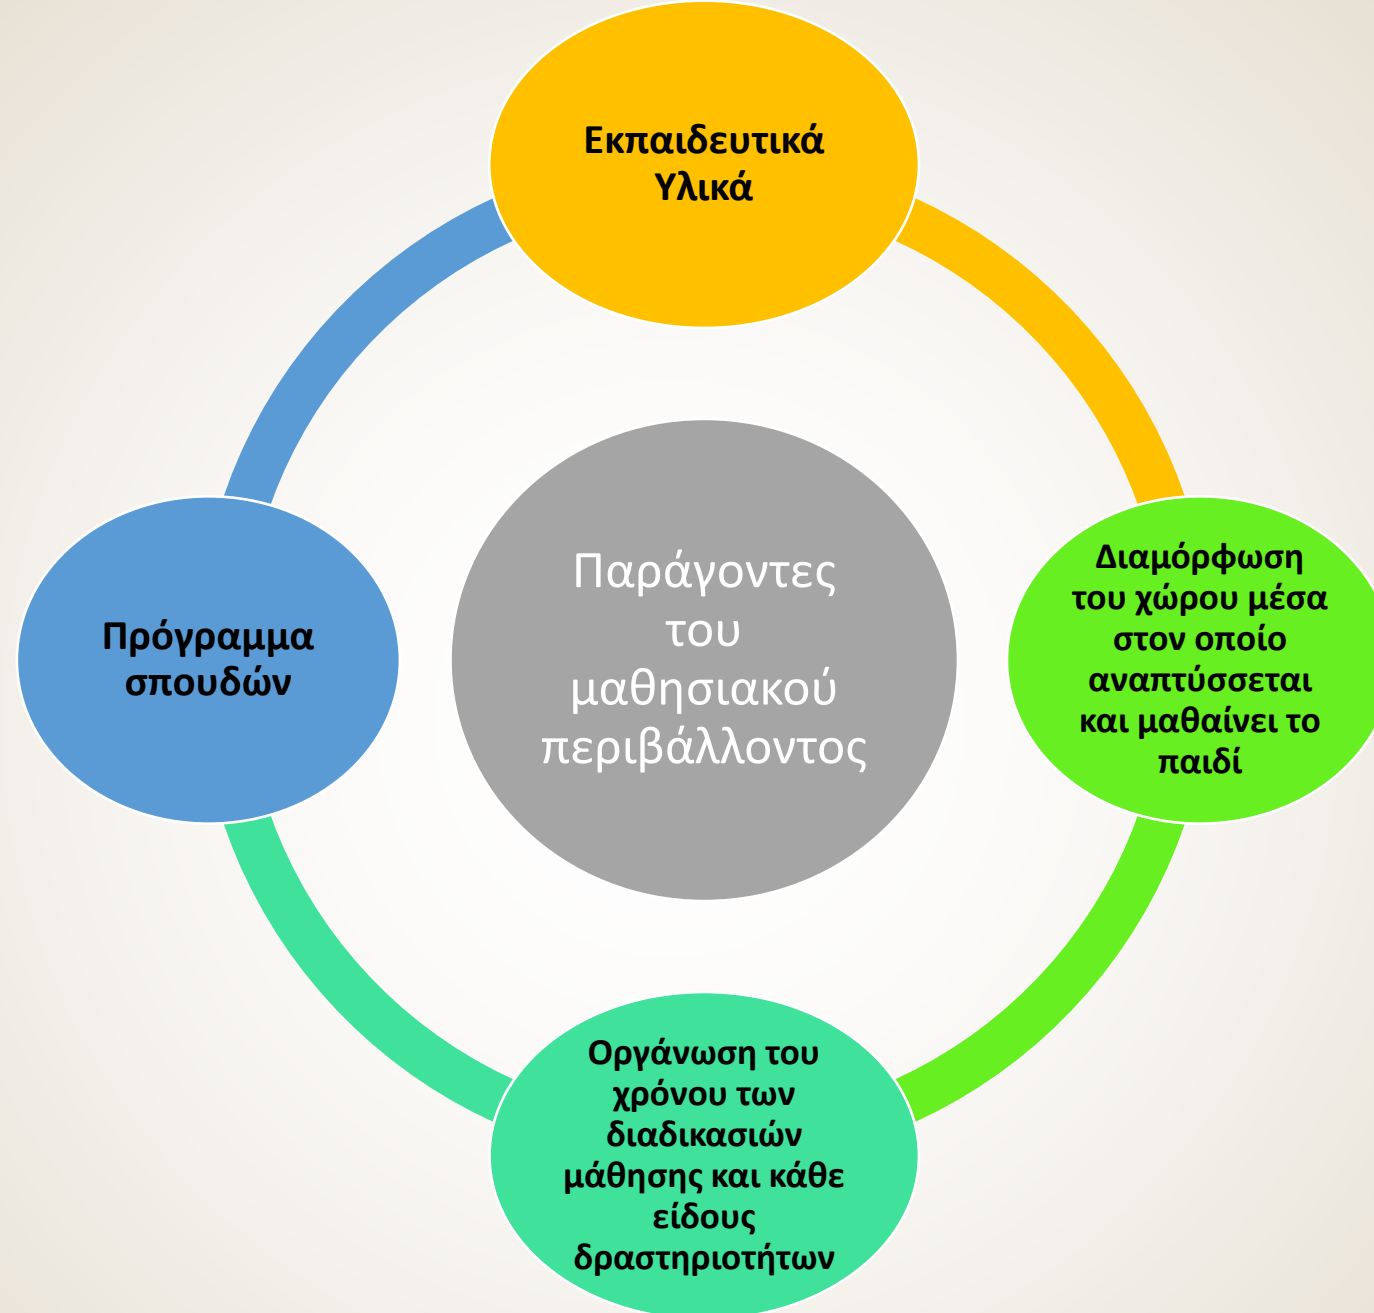 Εκπαιδευτικά
Υλικά
Διαμόρφωση
του χώρου μέσα
στον οποίο
αναπτύσσεται
και μαθαίνει το
παιδί
Οργάνωση του
χρόνου των
διαδικασιών
μάθησης και κάθε
είδους
δραστηριοτήτων
Πρόγραμμα
σπουδών
Παράγοντες
του
μαθησιακού
περιβάλλοντος